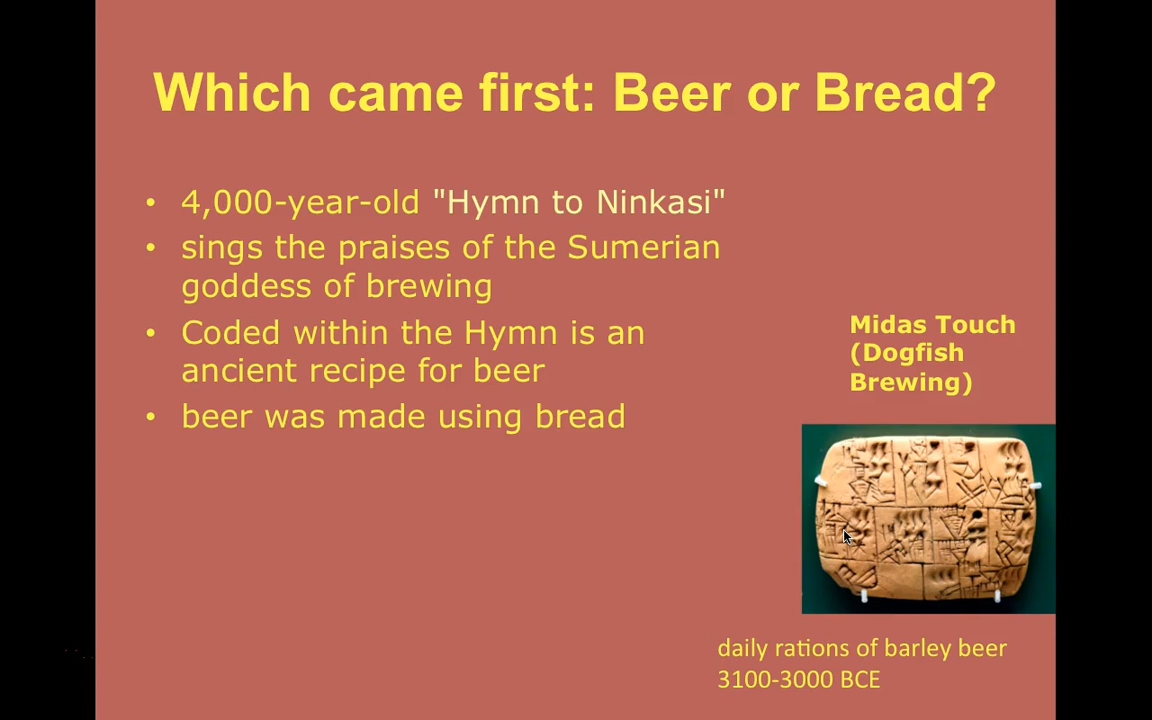 Which came first: Beer or Bread?
• 4,000-year-old "Hymn to Ninkasi"
• sings the praises of the Sumerian
goddess of brewing
• Coded within the Hymn is an
ancient recipe for beer
• beer was made using bread
Midas Touch
(Dogfish
Brewing)
daily rations of barley beer
3100-3000 BCE